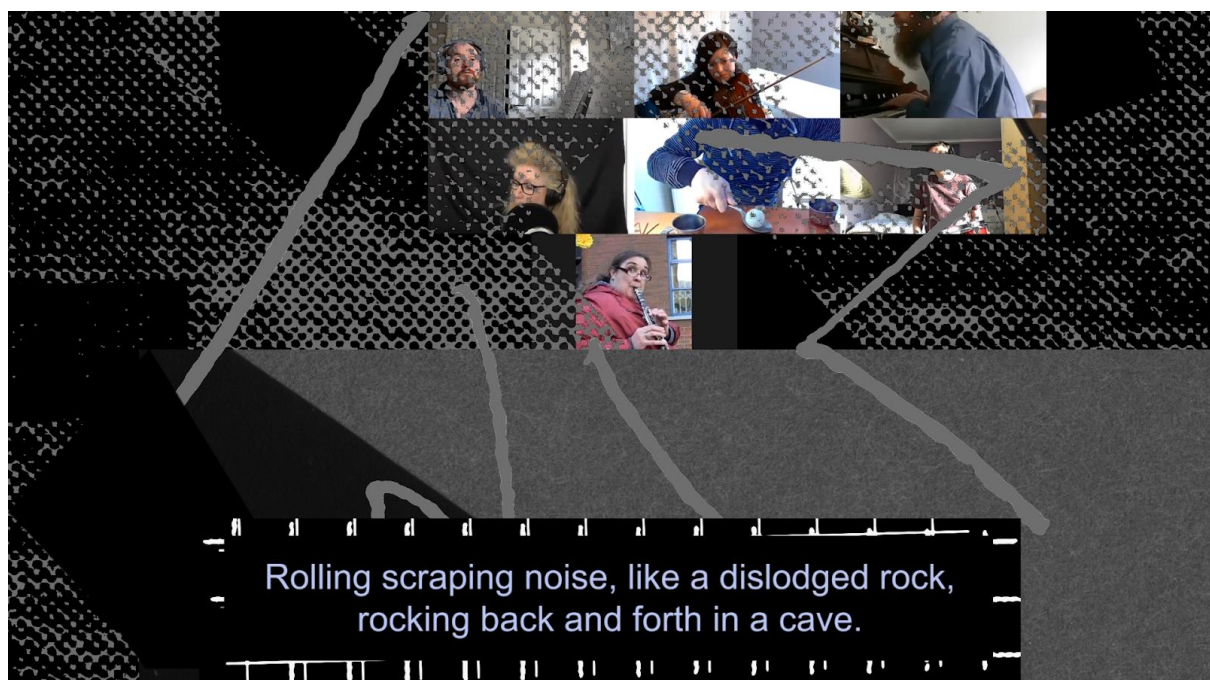 Rolling scraping noise, like a dislodged rock,
rocking back and forth in a cave.